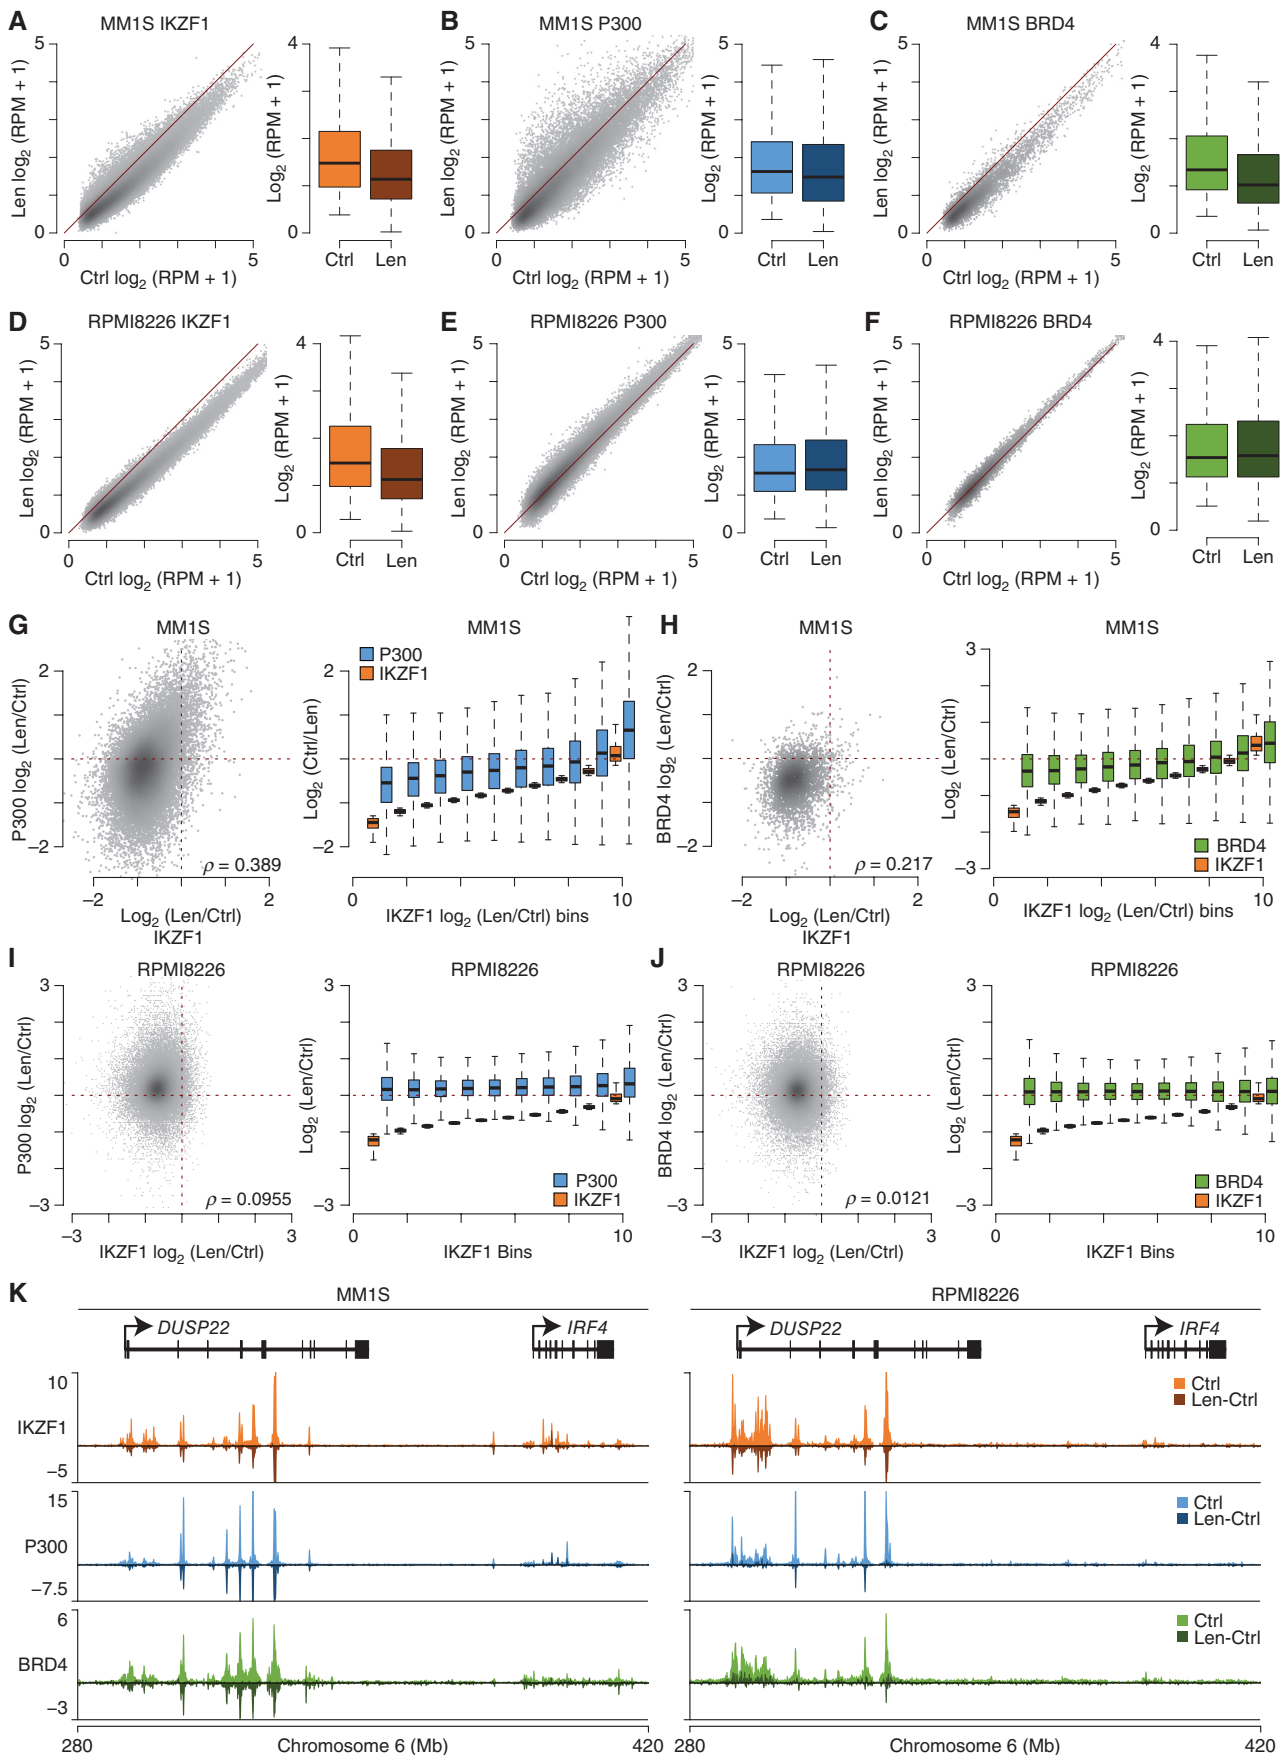 A
MM1S IKZF1
5
0
Len log2 (RPM + 1)
0
5
Ctrl log2 (RPM + 1)
4
0
Log2 (RPM + 1)
Ctrl
Len
B
MM1S P300
5
0
Len log2 (RPM + 1)
0
5
Ctrl log2 (RPM + 1)
5
0
Log2 (RPM + 1)
Ctrl
Len
C
MM1S BRD4
5
0
Len log2 (RPM + 1)
0
5
Ctrl log2 (RPM + 1)
4
0
Log2 (RPM + 1)
Ctrl
Len
D
RPMI8226 IKZF1
5
0
Len log2 (RPM + 1)
0
5
Ctrl log2 (RPM + 1)
4
0
Log2 (RPM + 1)
Ctrl
Len
E
RPMI8226 P300
5
0
Len log2 (RPM + 1)
0
5
Ctrl log2 (RPM + 1)
5
0
Log2 (RPM + 1)
Ctrl
Len
F
RPMI8226 BRD4
5
0
Len log2 (RPM + 1)
0
5
Ctrl log2 (RPM + 1)
4
0
Log2 (RPM + 1)
Ctrl
Len
G
MM1S
2
−2
P300 log2 (Len/Ctrl)
ρ = 0.389
−2
2
Log2 (Len/Ctrl)
IKZF1
MM1S
P300
IKZF1
2
−2
Log2 (Ctrl/Len)
0
10
IKZF1 log2 (Len/Ctrl) bins
H
MM1S
2
−2
BRD4 log2 (Len/Ctrl)
ρ = 0.217
−2
2
Log2 (Len/Ctrl)
IKZF1
MM1S
3
−3
Log2 (Len/Ctrl)
BRD4
IKZF1
0
10
IKZF1 log2 (Len/Ctrl) bins
I
RPMI8226
3
−3
P300 log2 (Len/Ctrl)
ρ = 0.0955
−3
3
IKZF1 log2 (Len/Ctrl)
RPMI8226
3
−3
Log2 (Len/Ctrl)
P300
IKZF1
0
10
IKZF1 Bins
J
RPMI8226
3
−3
BRD4 log2 (Len/Ctrl)
ρ = 0.0121
−3
3
IKZF1 log2 (Len/Ctrl)
RPMI8226
3
−3
Log2 (Len/Ctrl)
BRD4
IKZF1
0
10
IKZF1 Bins
K
MM1S
RPMI8226
DUSP22
IRF4
DUSP22
IRF4
10
IKZF1
−5
Ctrl
Len-Ctrl
15
P300
−7.5
Ctrl
Len-Ctrl
6
BRD4
−3
Ctrl
Len-Ctrl
280
Chromosome 6 (Mb)
420
280
Chromosome 6 (Mb)
420